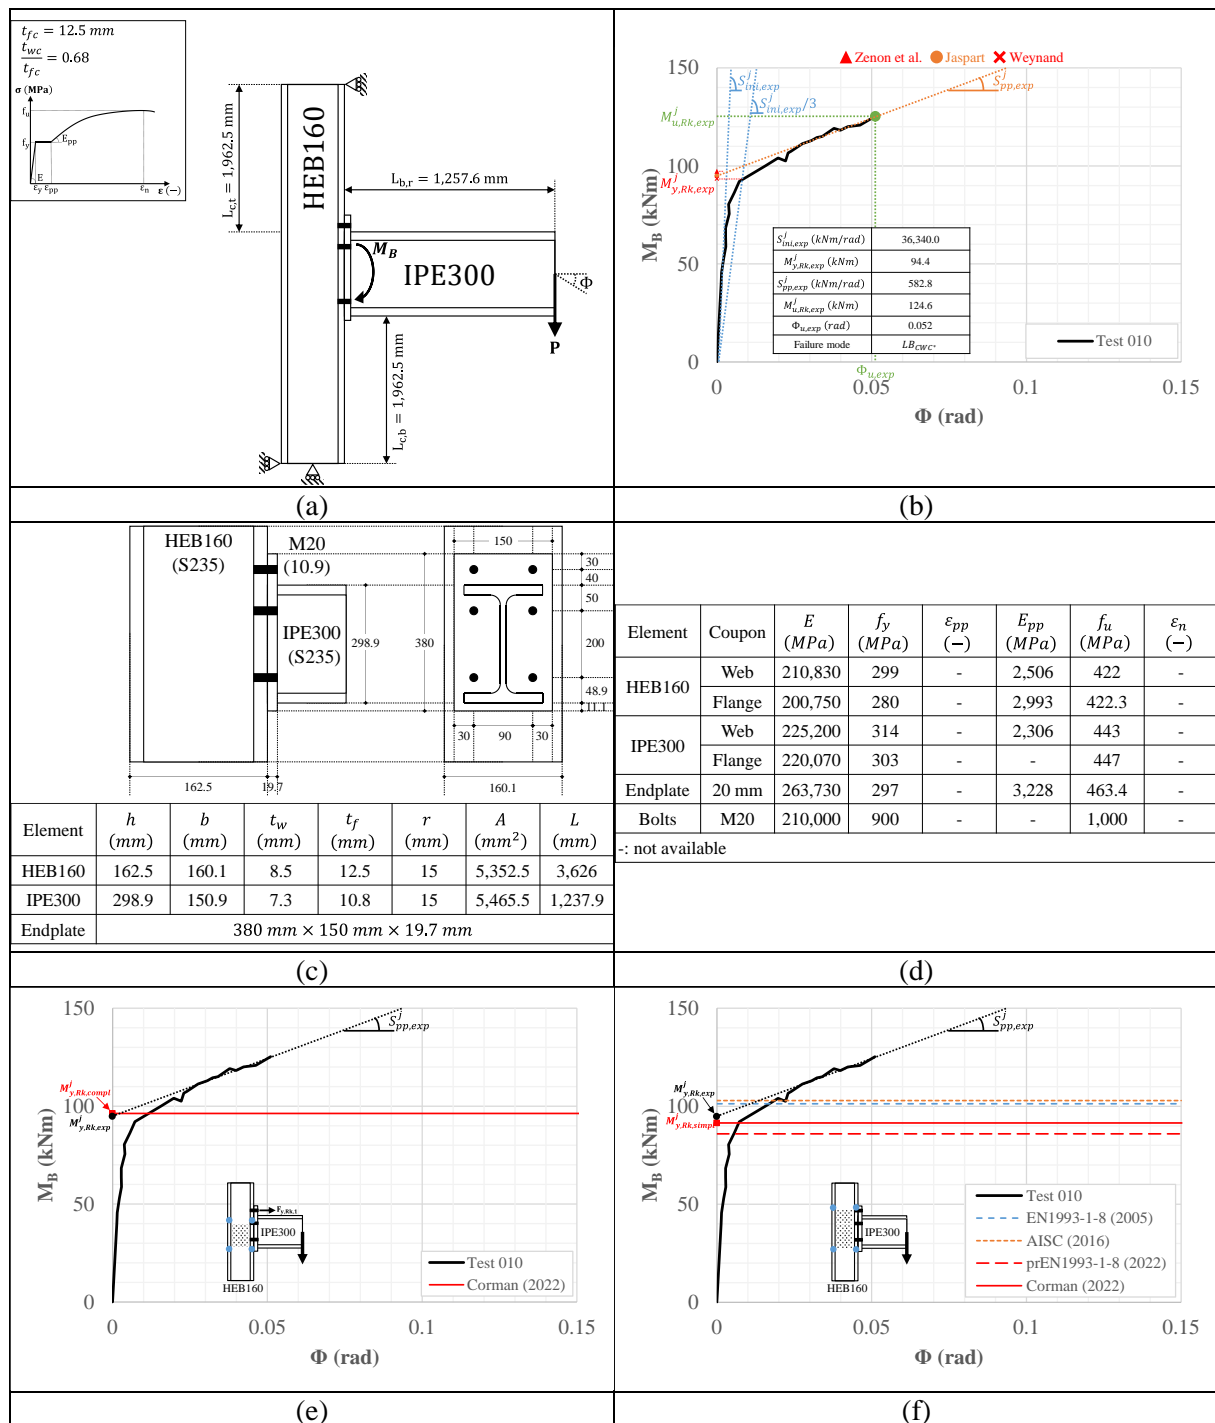 t_fc = 12.5 mm
t_wc / t_fc = 0.68
σ (MPa)
f_u
f_y
E_pp
E
ε_y ε_pp ε_n ε (−)
L_c,t = 1,962.5 mm
HEB160
L_b,r = 1,257.6 mm
M_B
IPE300
Φ
P
L_c,b = 1,962.5 mm
(a)
Zenon et al. Jaspart Weynand
150
100
50
0
M_B (kNm)
S^j_ini,exp
S^j_ini,exp/3
S^j_pp,exp
M^j_u,Rk,exp
M^j_y,Rk,exp
S^j_ini,exp (kNm/rad) 36,340.0
M^j_y,Rk,exp (kNm) 94.4
S^j_pp,exp (kNm/rad) 582.8
M^j_u,Rk,exp (kNm) 124.6
Φ_u,exp (rad) 0.052
Failure mode LB_CWC*
Test 010
Φ_u,exp
0 0.05 0.1 0.15
Φ (rad)
(b)
HEB160
(S235)
M20
(10.9)
IPE300
(S235)
298.9
380
162.5
19.7
150
30
40
50
200
48.9
11.1
30 90 30
160.1
Element h (mm) b (mm) t_w (mm) t_f (mm) r (mm) A (mm²) L (mm)
HEB160 162.5 160.1 8.5 12.5 15 5,352.5 3,626
IPE300 298.9 150.9 7.3 10.8 15 5,465.5 1,237.9
Endplate 380 mm × 150 mm × 19.7 mm
(c)
Element Coupon E (MPa) f_y (MPa) ε_pp (−) E_pp (MPa) f_u (MPa) ε_n (−)
HEB160 Web 210,830 299 - 2,506 422 -
Flange 200,750 280 - 2,993 422.3 -
IPE300 Web 225,200 314 - 2,306 443 -
Flange 220,070 303 - - 447 -
Endplate 20 mm 263,730 297 - 3,228 463.4 -
Bolts M20 210,000 900 - - 1,000 -
-: not available
(d)
150
100
50
0
M_B (kNm)
S^j_pp,exp
M^j_y,Rk,compl
M^j_y,Rk,exp
F_y,Rk,1
IPE300
HEB160
Test 010
Corman (2022)
0 0.05 0.1 0.15
Φ (rad)
(e)
150
100
50
0
M_B (kNm)
S^j_pp,exp
M^j_y,Rk,exp
M^j_y,Rk,simpl
IPE300
HEB160
Test 010
EN1993-1-8 (2005)
AISC (2016)
prEN1993-1-8 (2022)
Corman (2022)
0 0.05 0.1 0.15
Φ (rad)
(f)